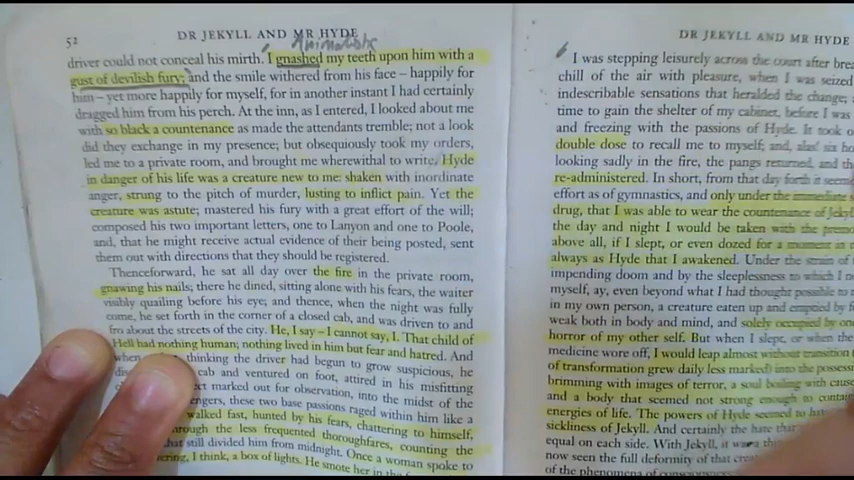 52
DR JEKYLL AND MR HYDE
Animalistic
driver could not conceal his mirth. I gnashed my teeth upon him with a
gust of devilish fury; and the smile withered from his face – happily for
him – yet more happily for myself, for in another instant I had certainly
dragged him from his perch. At the inn, as I entered, I looked about me
with so black a countenance as made the attendants tremble; not a look
did they exchange in my presence; but obsequiously took my orders,
led me to a private room, and brought me wherewithal to write. Hyde
in danger of his life was a creature new to me: shaken with inordinate
anger, strung to the pitch of murder, lusting to inflict pain. Yet the
creature was astute; mastered his fury with a great effort of the will;
composed his two important letters, one to Lanyon and one to Poole,
and, that he might receive actual evidence of their being posted, sent
them out with directions that they should be registered.
Thenceforward, he sat all day over the fire in the private room,
gnawing his nails; there he dined, sitting alone with his fears, the waiter
visibly quailing before his eye; and thence, when the night was fully
come, he set forth in the corner of a closed cab, and was driven to and
fro about the streets of the city. He, I say – I cannot say, I. That child of
Hell had nothing human; nothing lived in him but fear and hatred. And
when thinking the driver had begun to grow suspicious, he
cab and ventured on foot, attired in his misfitting
marked out for observation, into the midst of the
these two base passions raged within him like a
walked fast, hunted by his fears, chattering to himself,
through the less frequented thoroughfares, counting the
that still divided him from midnight. Once a woman spoke to
I think, a box of lights. He smote her in the
DR JEKYLL AND MR HYDE
I was stepping leisurely across the court after
chill of the air with pleasure, when I was seized
indescribable sensations that heralded the change;
time to gain the shelter of my cabinet, before I was
and freezing with the passions of Hyde. It took
double dose to recall me to myself; and, alas! six
looking sadly in the fire, the pangs returned, and the
re-administered. In short, from that day forth it
effort as of gymnastics, and only under the immediate
drug, that I was able to wear the countenance of
the day and night I would be taken with the
above all, if I slept, or even dozed for a moment in
always as Hyde that I awakened. Under the strain of
impending doom and by the sleeplessness to which I
myself, ay, even beyond what I had thought possible to
in my own person, a creature eaten up and emptied by
weak both in body and mind, and solely occupied by one
horror of my other self. But when I slept, or when the
medicine wore off, I would leap almost without transition
of transformation grew daily less marked) into the
brimming with images of terror, a soul boiling with
and a body that seemed not strong enough to contain
energies of life. The powers of Hyde seemed to
sickliness of Jekyll. And certainly the hate that
equal on each side. With Jekyll, it was a
now seen the full deformity of that
of the phenomena of consciousness